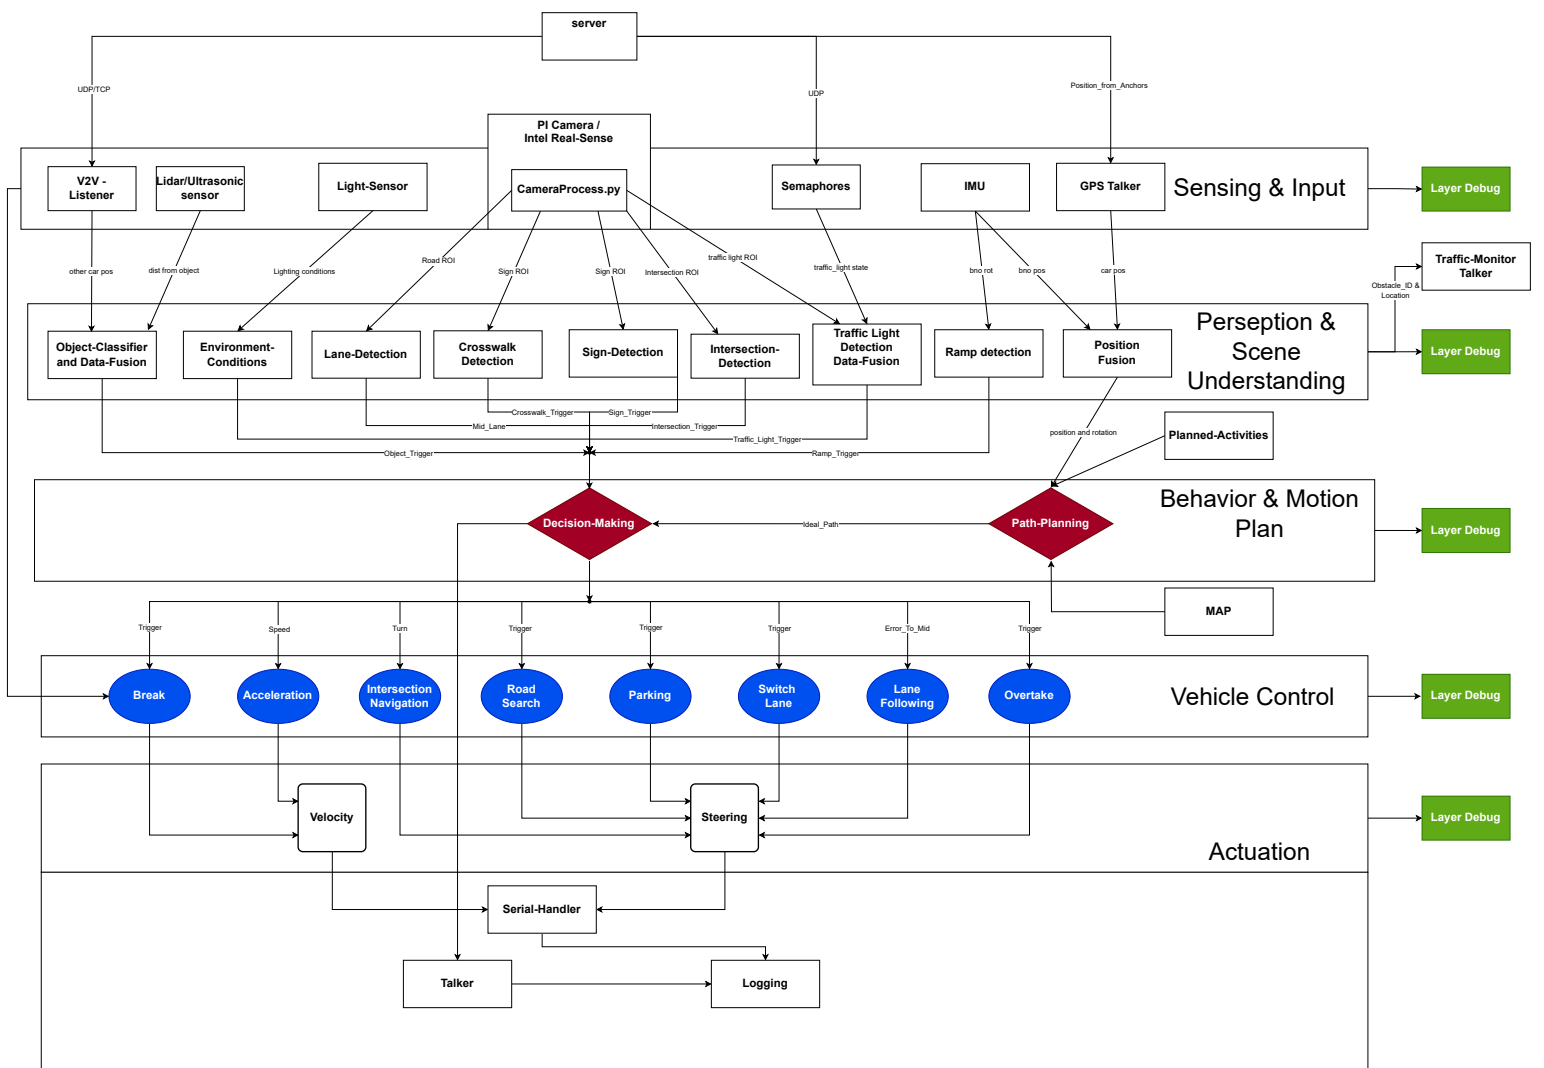 server
UDP/TCP
UDP
Position_from_Anchors
PI Camera /
Intel Real-Sense
V2V -
Listener
Lidar/Ultrasonic
sensor
Light-Sensor
CameraProcess.py
Semaphores
IMU
GPS Talker
Sensing & Input
Layer Debug
other car pos
dist from object
Lighting conditions
Road ROI
Sign ROI
Sign ROI
Intersection ROI
traffic light ROI
traffic_light state
bno rot
bno pos
car pos
Traffic-Monitor
Talker
Obstacle_ID &
Location
Object-Classifier
and Data-Fusion
Environment-
Conditions
Lane-Detection
Crosswalk
Detection
Sign-Detection
Intersection-
Detection
Traffic Light
Detection
Data-Fusion
Ramp detection
Position
Fusion
Perseption &
Scene
Understanding
Layer Debug
Crosswalk_Trigger
Sign_Trigger
Mid_Lane
Intersection_Trigger
Traffic_Light_Trigger
Object_Trigger
Ramp_Trigger
position and rotation
Planned-Activities
Decision-Making
Ideal_Path
Path-Planning
Behavior & Motion
Plan
Layer Debug
MAP
Trigger
Speed
Turn
Trigger
Trigger
Trigger
Error_To_Mid
Trigger
Break
Acceleration
Intersection
Navigation
Road
Search
Parking
Switch
Lane
Lane
Following
Overtake
Vehicle Control
Layer Debug
Velocity
Steering
Actuation
Layer Debug
Serial-Handler
Talker
Logging